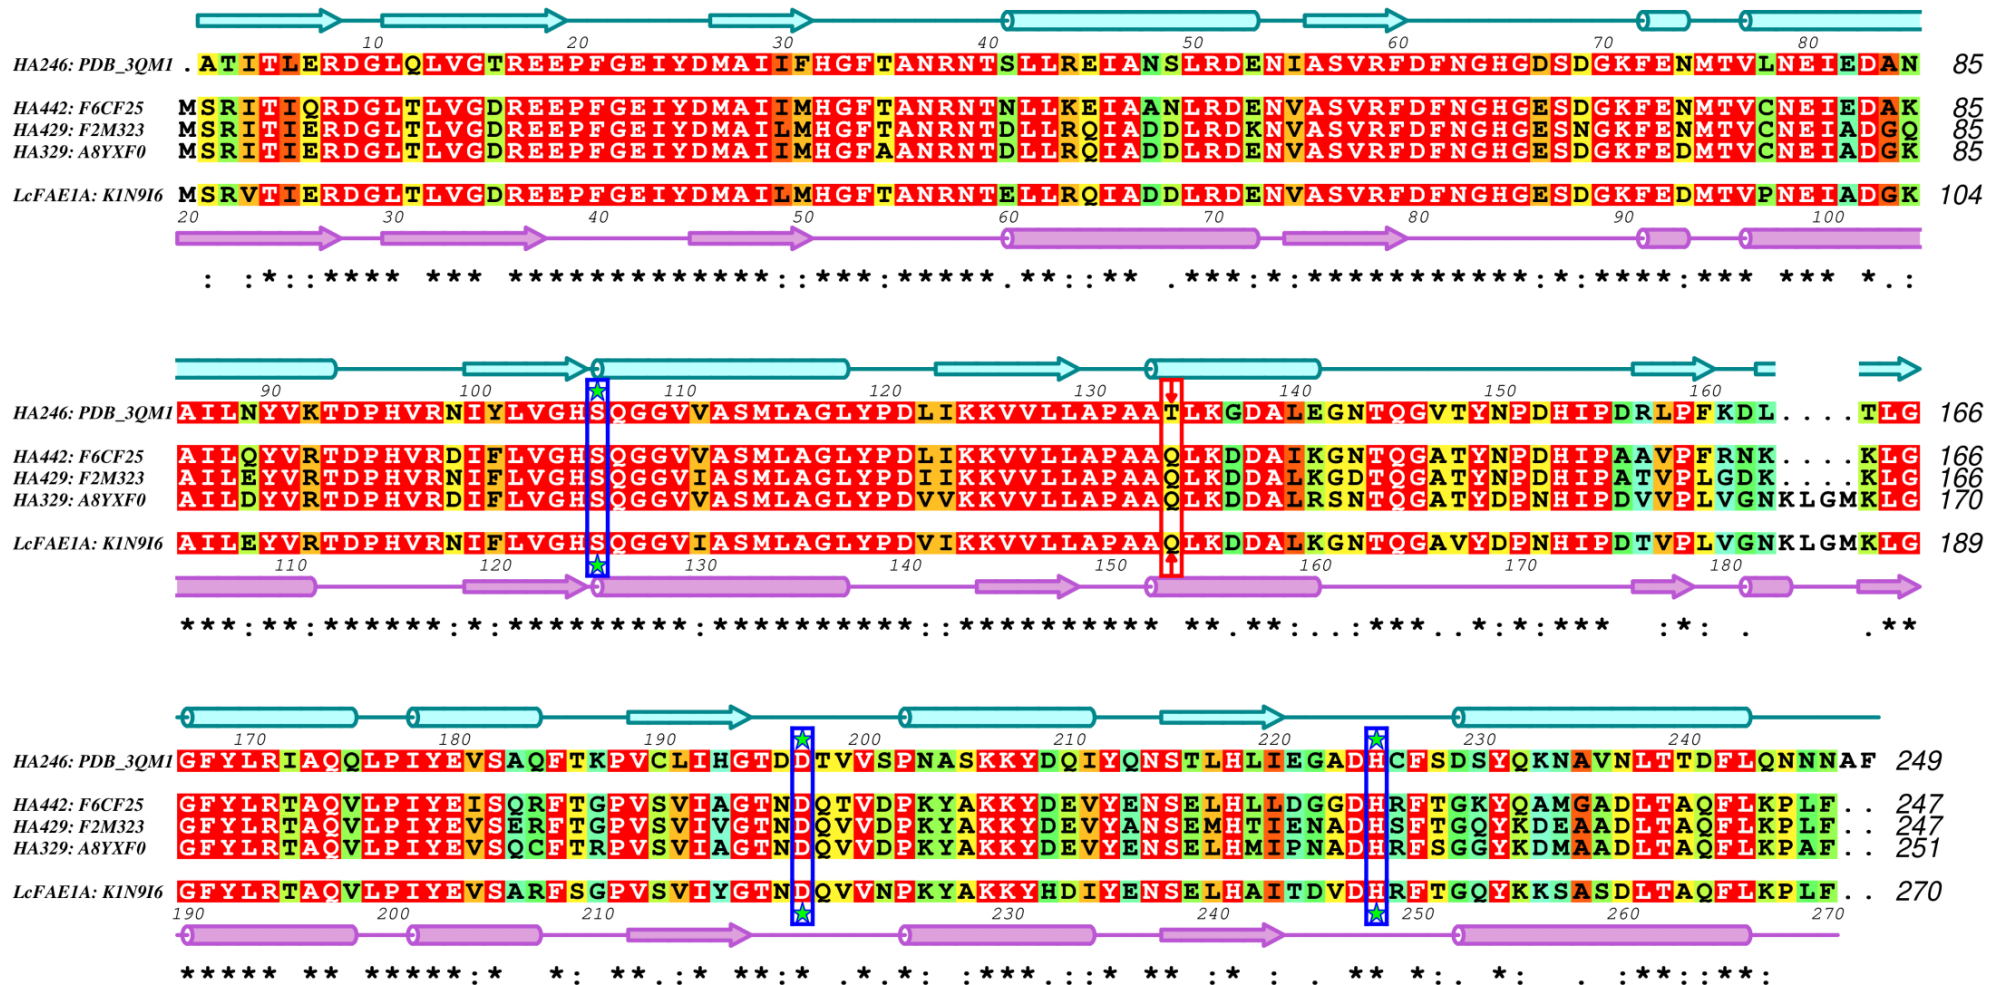 10 20 30 40 50 60 70 80
HA246: PDB_3QM1 .ATITLERDGLQLVGTREEPFGEIYDMAIIFHGFTANRNTSLLREIANSLRDENIASVRFDFNGHGDSDGKFENMTVLNEIEDAN 85
HA442: F6CF25 MSRITIQRDGLTLVGDREEPFGEIYDMAIIMHGFTANRNTNLLKEIAANLRDENVASVRFDFNGHGESDGKFENMTVCNEIEDAK 85
HA429: F2M323 MSRITIERDGLTLVGDREEPFGEIYDMAILMHGFTANRNTDLLRQIADDLRDKNVASVRFDFNGHGESNGKFENMTVCNEIADGQ 85
HA329: A8YXF0 MSRITIERDGLTLVGDREEPFGEIYDMAIIMHGFAANRNTDLLRQIADDLRDENVASVRFDFNGHGESDGKFEDMTVCNEIADGK 85
LcFAE1A: K1N9I6 MSRVTIERDGLTLVGDREEPFGEIYDMAILMHGFTANRNTELLRQIADDLRDENVASVRFDFNGHGESDGKFEDMTVPNEIADGK 104
20 30 40 50 60 70 80 90 100
: :*::**** *** *************::***:*****.**::** .***:*:***********:*:****:*** *** *.:
90 100 110 120 130 140 150 160
HA246: PDB_3QM1 AILNYVKTDPHVRNIYLVGHSQGGVVASMLAGLYPDLIKKVVLLAPAATLKGDALEGNTQGVTYNPDHIPDRLPFKDL....TLG 166
HA442: F6CF25 AILQYVRTDPHVRDIFLVGHSQGGVVASMLAGLYPDLIKKVVLLAPAAQLKDDAIKGNTQGATYNPDHIPAAVPFRNK....KLG 166
HA429: F2M323 AILEYVRTDPHVRNIFLVGHSQGGVIASMLAGLYPDIIKKVVLLAPAAQLKDDALKGDTQGATYNPDHIPATVPLGDK....KLG 166
HA329: A8YXF0 AILDYVRTDPHVRDIFLVGHSQGGVVASMLAGLYPDVVKKVVLLAPAAQLKDDALRSNTQGATYDPNHIPDVVPLVGNKLGMKLG 170
LcFAE1A: K1N9I6 AILEYVRTDPHVRNIFLVGHSQGGVIASMLAGLYPDVIKKVVLLAPAAQLKDDALKGNTQGAVYDPNHIPDTVPLVGNKLGMKLG 189
110 120 130 140 150 160 170 180
***:**:******:*:*********:**********::*********** **.**:..:***..*:*:*** :*: . .**
170 180 190 200 210 220 230 240
HA246: PDB_3QM1 GFYLRIAQQLPIYEVSAQFTKPVCLIHGTDDTVVSPNASKKYDQIYQNSTLHLIEGADHCFSDSYQKNAVNLTTDFLQNNNAF 249
HA442: F6CF25 GFYLRTAQVLPIYEISQRFTGPVSVIAGTNDQTVDPKYAKKYDEVYENSELHLLDGGDHRFTGKYQAMGADLTAQFLKPLF.. 247
HA429: F2M323 GFYLRTAQVLPIYEVSERFTGPVSVIVGTNDQVVDPKYAKKYDEVYANSEMHTIENADHSFTGQYKDEAADLTAQFLKPLF.. 247
HA329: A8YXF0 GFYLRTAQVLPIYEVSQCFTRPVSVIAGTNDQVVDPKYAKKYDEVYENSELHMIPNADHRFSGGYKDMAADLTAQFLKPAF.. 251
LcFAE1A: K1N9I6 GFYLRTAQVLPIYEVSARFSGPVSVIYGTNDQVVNPKYAKKYHDIYENSELHAITDVDHRFTGQYKKSASDLTAQFLKPLF.. 270
190 200 210 230 240 250 260 270
***** ** *****:* *: **.:* **:* .*.*: :***.::* ** :* : . ** *:. *: . .:**::**: